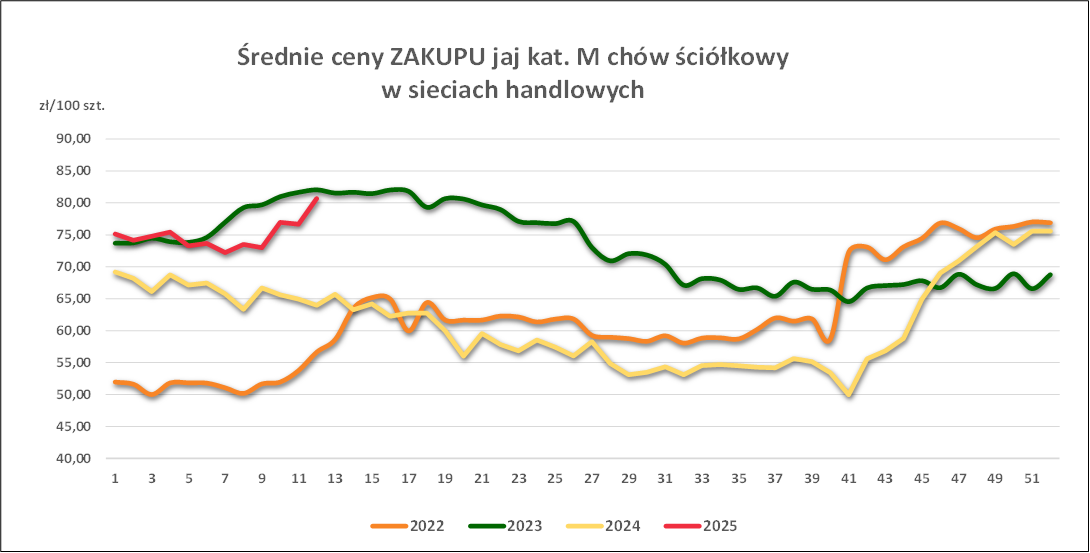 Średnie ceny ZAKUPU jaj kat. M chów ściółkowy
w sieciach handlowych
zł/100 szt.
90,00
85,00
80,00
75,00
70,00
65,00
60,00
55,00
50,00
45,00
40,00
1 3 5 7 9 11 13 15 17 19 21 23 25 27 29 31 33 35 37 39 41 43 45 47 49 51
2022 2023 2024 2025